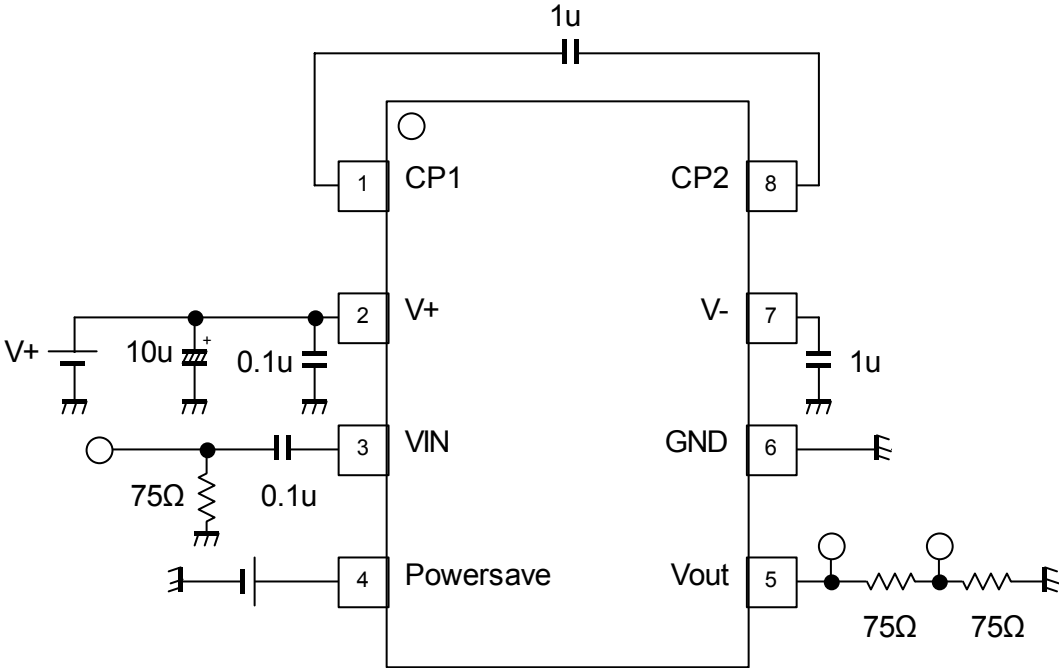 1u
1 CP1 CP2 8
2 V+ V- 7
V+ 10u + 0.1u 1u
3 VIN GND 6
75Ω 0.1u
4 Powersave Vout 5
75Ω 75Ω